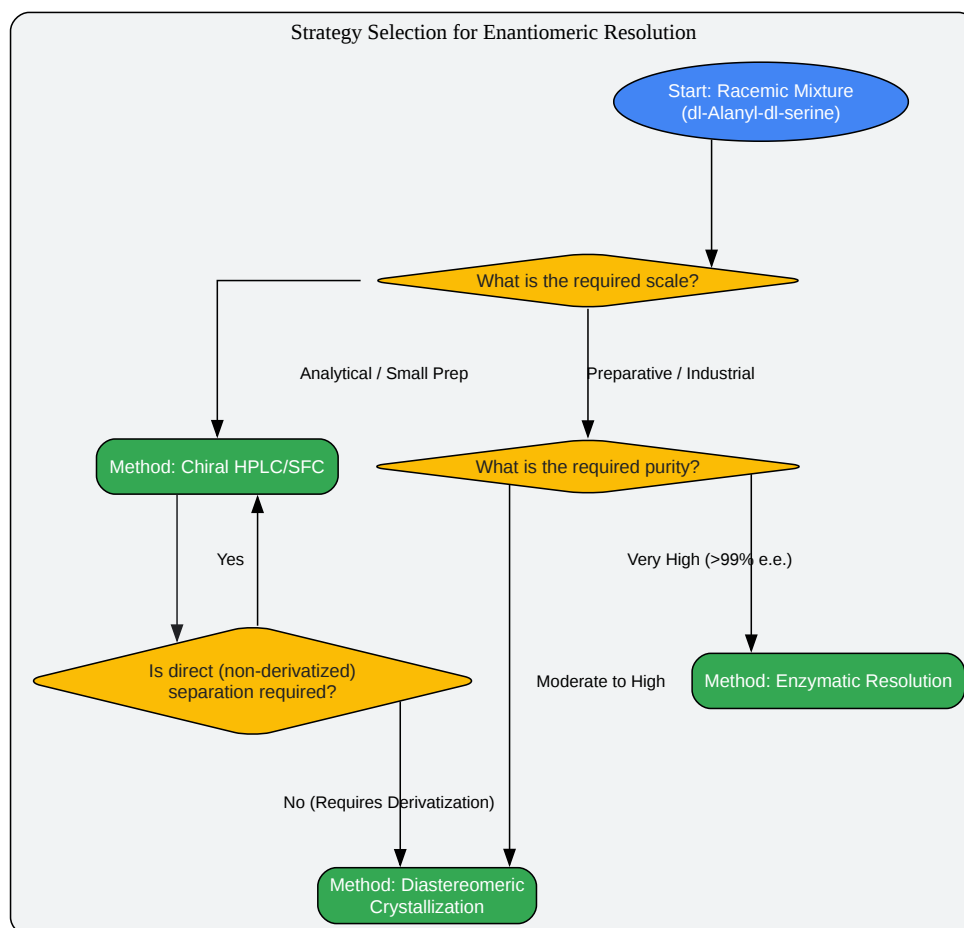 Strategy Selection for Enantiomeric Resolution
Start: Racemic Mixture
(dl-Alanyl-dl-serine)
What is the required scale?
Analytical / Small Prep
Preparative / Industrial
Method: Chiral HPLC/SFC
What is the required purity?
Yes
Very High (>99% e.e.)
Is direct (non-derivatized)
separation required?
Moderate to High
Method: Enzymatic Resolution
No (Requires Derivatization)
Method: Diastereomeric
Crystallization